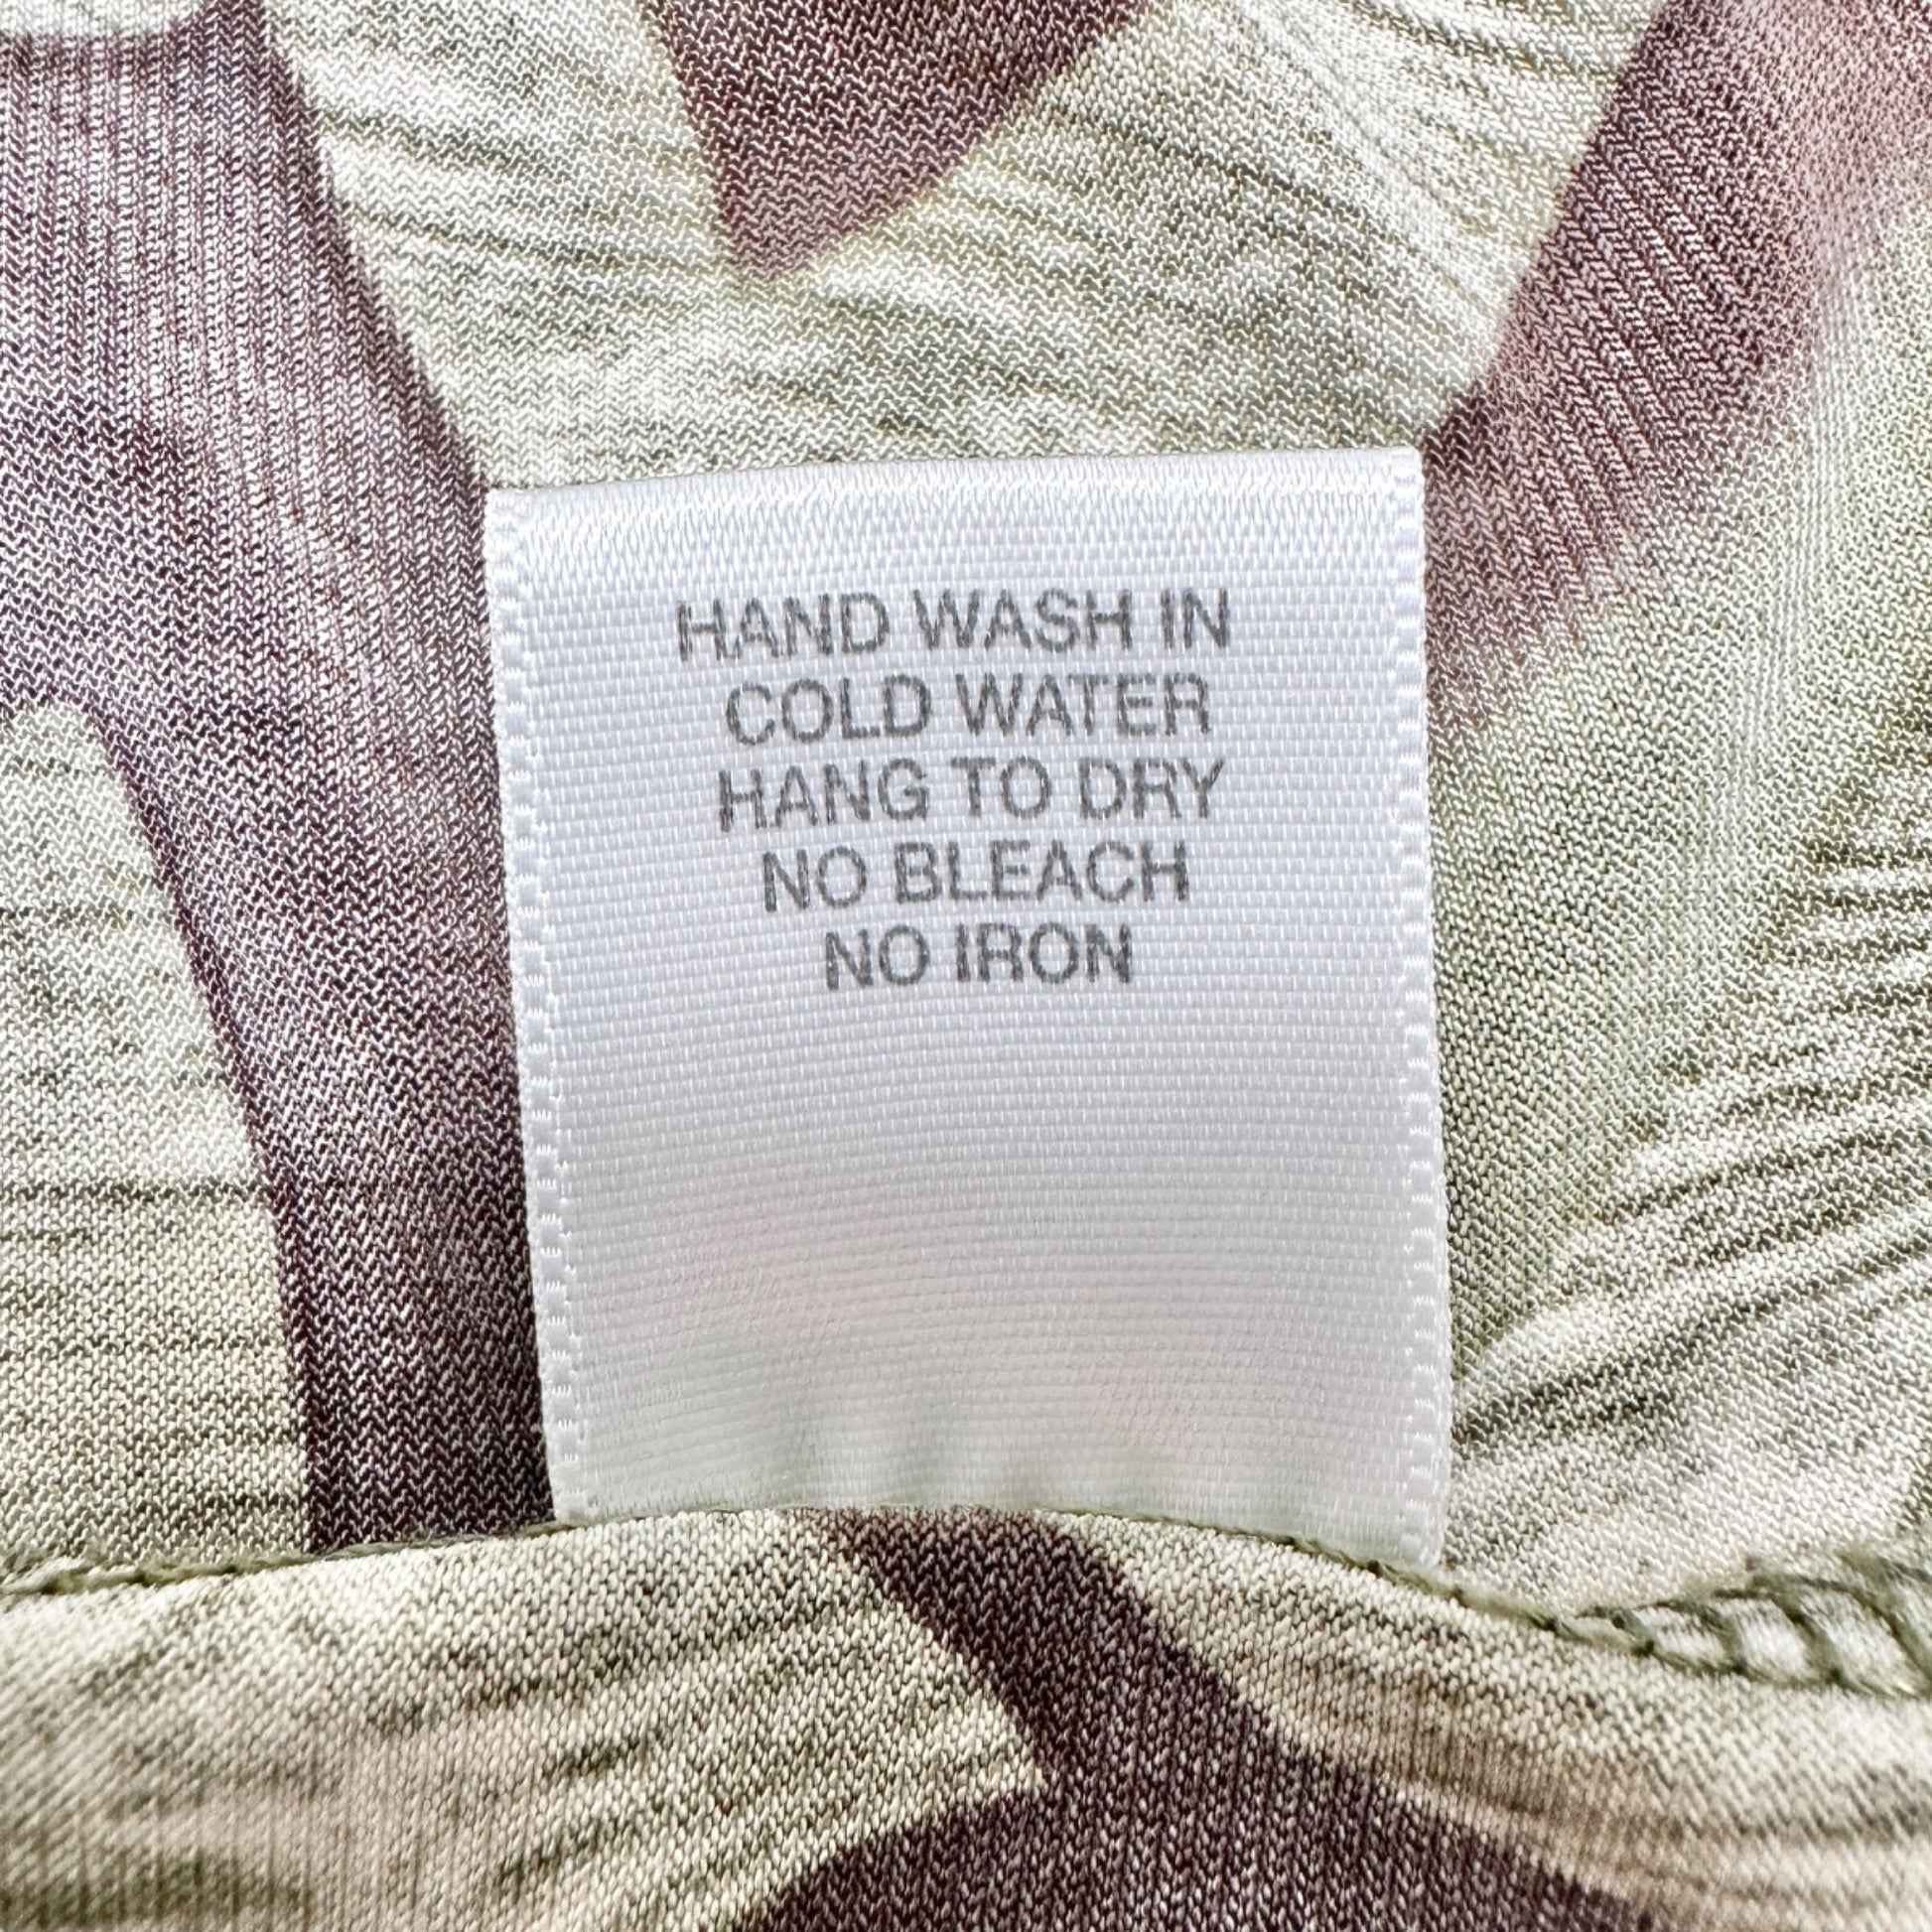 HAND WASH IN
COLD WATER
HANG TO DRY
NO BLEACH
NO IRON